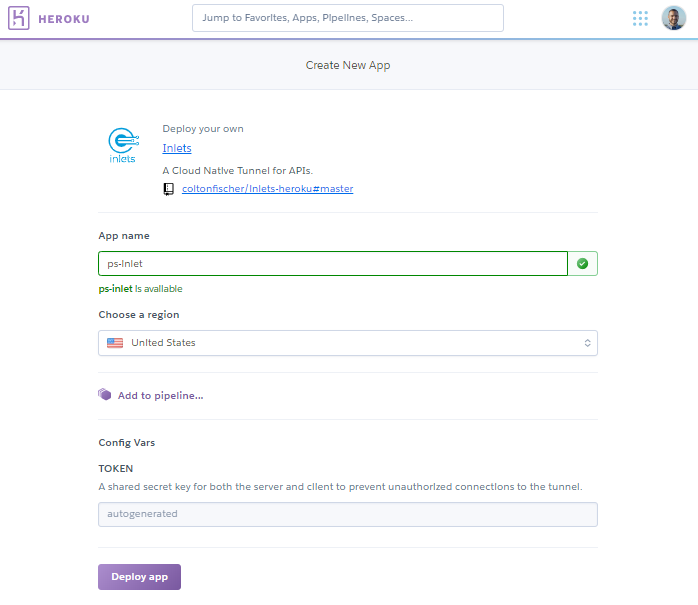 HEROKU
Jump to Favorites, Apps, Pipelines, Spaces...
Create New App
inlets
Deploy your own
Inlets
A Cloud Native Tunnel for APIs.
coltonfischer/inlets-heroku#master
App name
ps-inlet
ps-inlet is available
Choose a region
United States
Add to pipeline...
Config Vars
TOKEN
A shared secret key for both the server and client to prevent unauthorized connections to the tunnel.
autogenerated
Deploy app